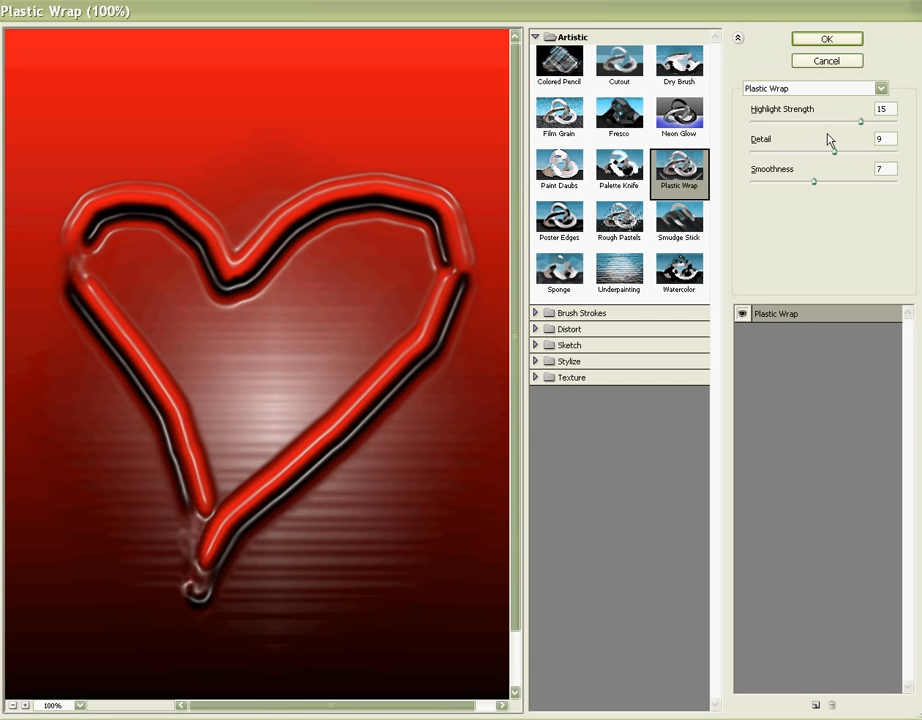 Plastic Wrap (100%)
Artistic
Colored Pencil
Cutout
Dry Brush
Film Grain
Fresco
Neon Glow
Paint Daubs
Palette Knife
Plastic Wrap
Poster Edges
Rough Pastels
Smudge Stick
Sponge
Underpainting
Watercolor
Brush Strokes
Distort
Sketch
Stylize
Texture
OK
Cancel
Plastic Wrap
Highlight Strength 15
Detail 9
Smoothness 7
Plastic Wrap
100%